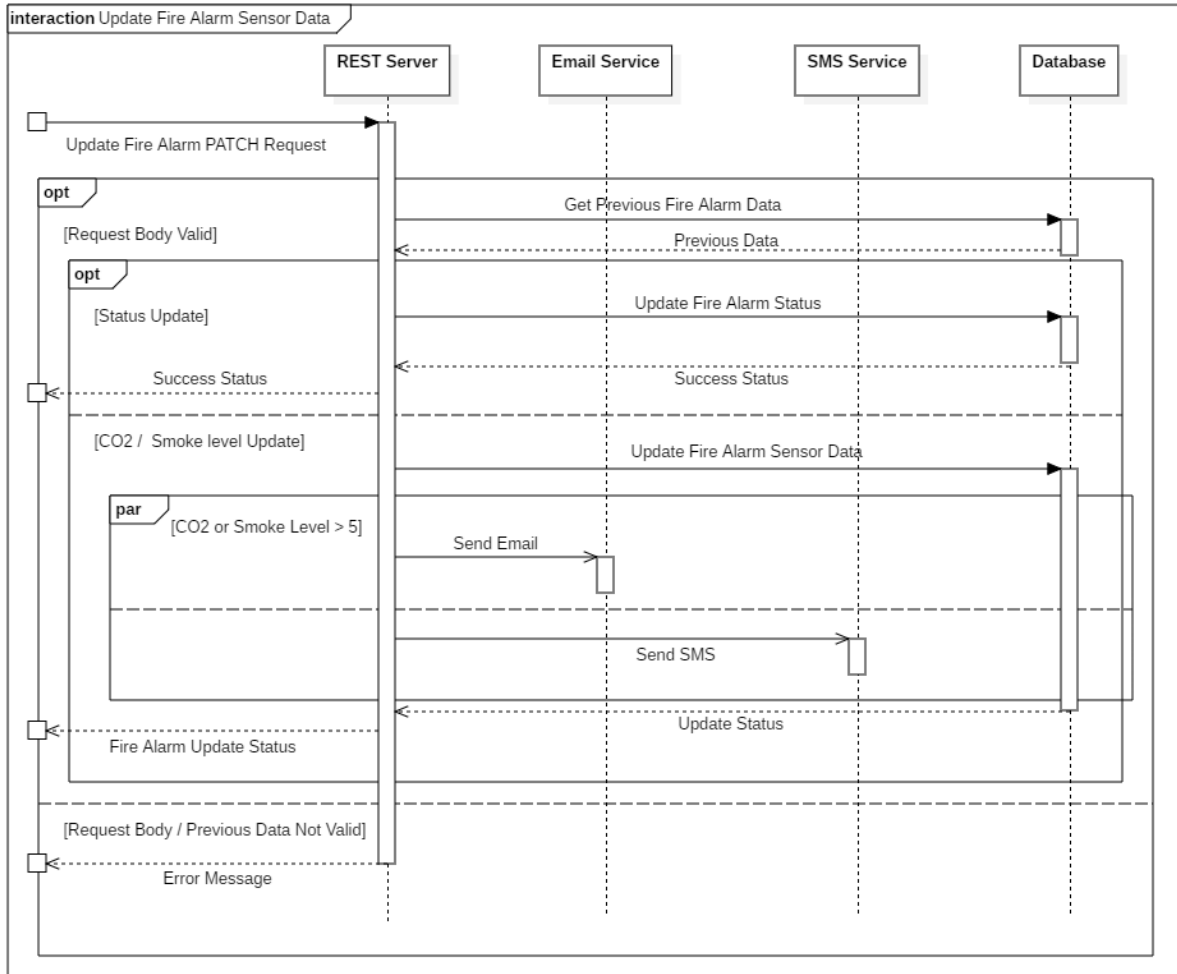 interaction Update Fire Alarm Sensor Data
REST Server
Email Service
SMS Service
Database
Update Fire Alarm PATCH Request
opt
Get Previous Fire Alarm Data
[Request Body Valid]
Previous Data
opt
Update Fire Alarm Status
[Status Update]
Success Status
Success Status
[CO2 /  Smoke level Update]
Update Fire Alarm Sensor Data
par
[CO2 or Smoke Level > 5]
Send Email
Send SMS
Update Status
Fire Alarm Update Status
[Request Body / Previous Data Not Valid]
Error Message